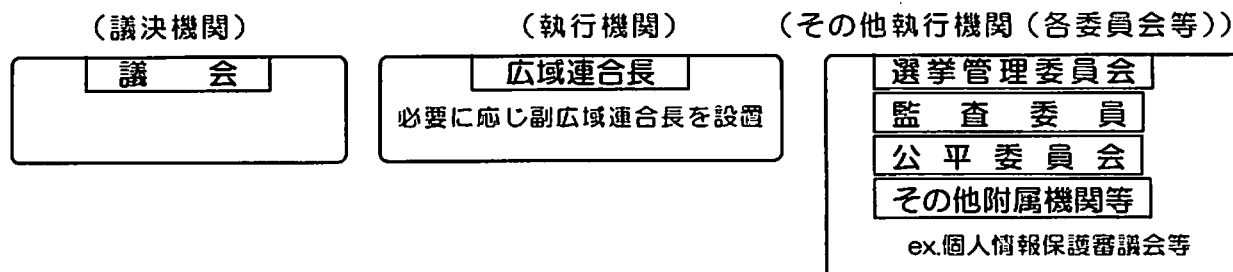 (議決機関)
議会
(執行機関)
広域連合長
必要に応じ副広域連合長を設置
(その他執行機関(各委員会等))
選挙管理委員会
監査委員
公平委員会
その他附属機関等
ex.個人情報保護審議会等